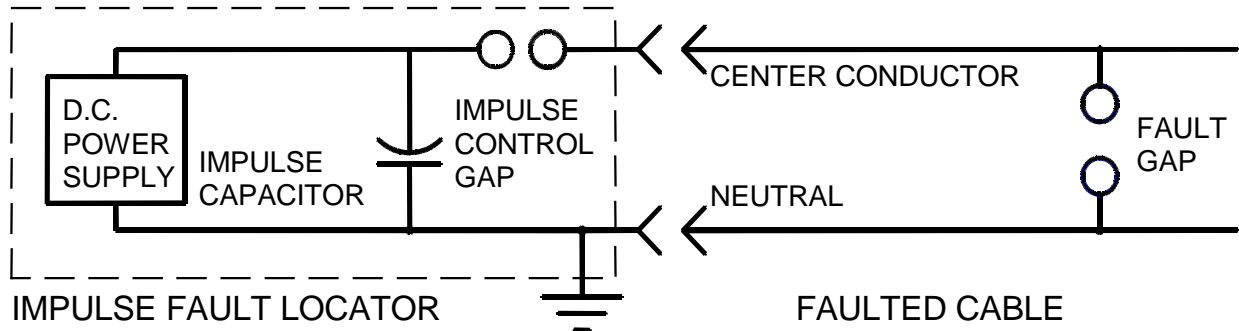 D.C.
POWER
SUPPLY
IMPULSE
CAPACITOR
IMPULSE
CONTROL
GAP
CENTER CONDUCTOR
NEUTRAL
FAULT
GAP
IMPULSE FAULT LOCATOR
FAULTED CABLE